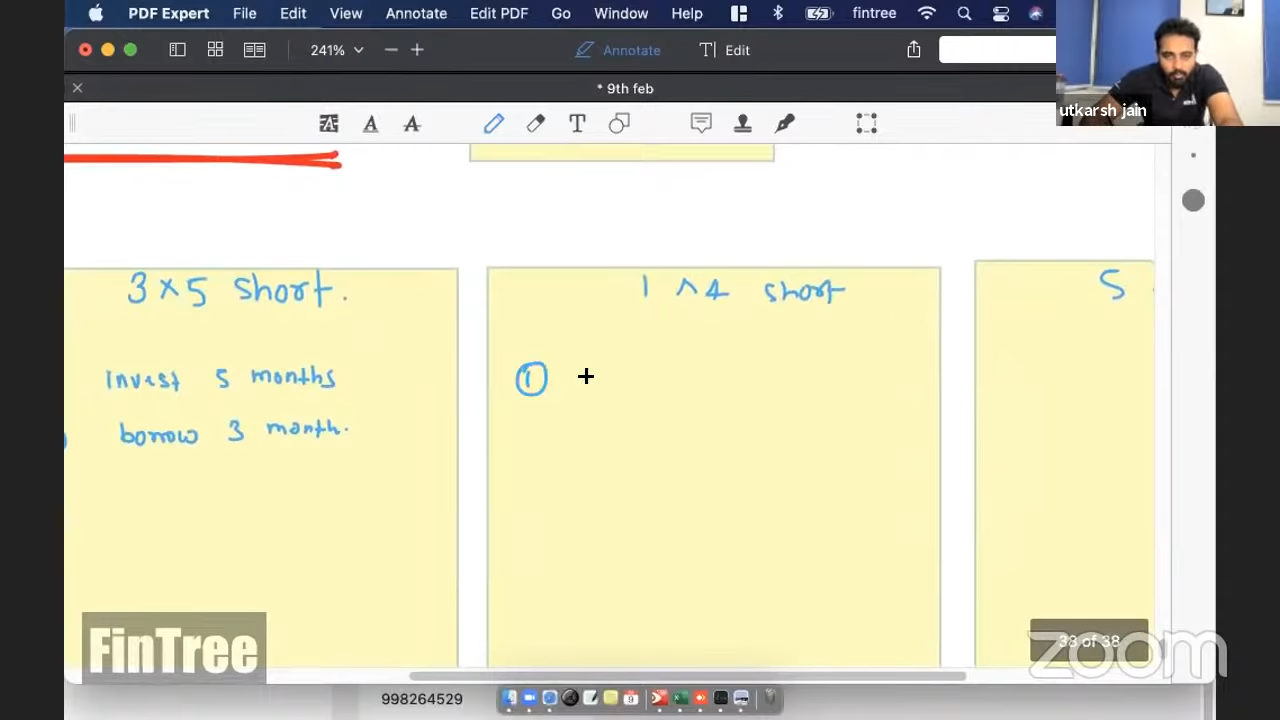 PDF Expert File Edit View Annotate Edit PDF Go Window Help fintree
241% Annotate T Edit
* 9th feb
A A A T
utkarsh jain
3 × 5 short.
invest 5 months
borrow 3 month.
1 × 4 short
1
5
FinTree
38 of 38
zoom
998264529